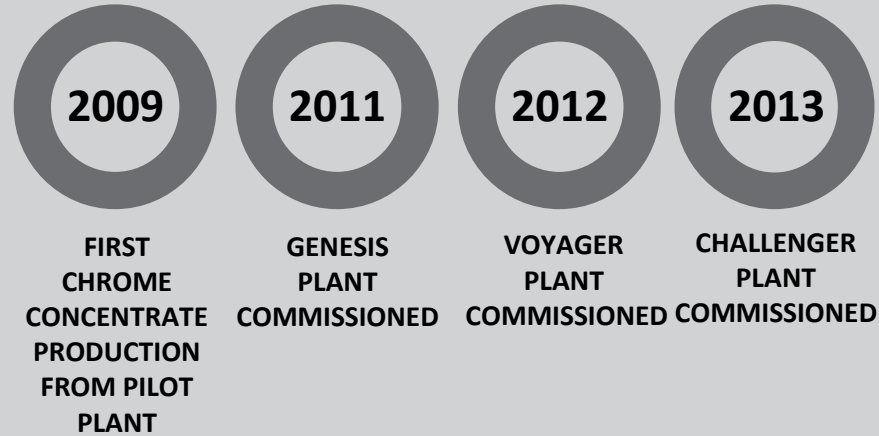 2009
FIRST
CHROME
CONCENTRATE
PRODUCTION
FROM PILOT
PLANT
2011
GENESIS
PLANT
COMMISSIONED
2012
VOYAGER
PLANT
COMMISSIONED
2013
CHALLENGER
PLANT
COMMISSIONED